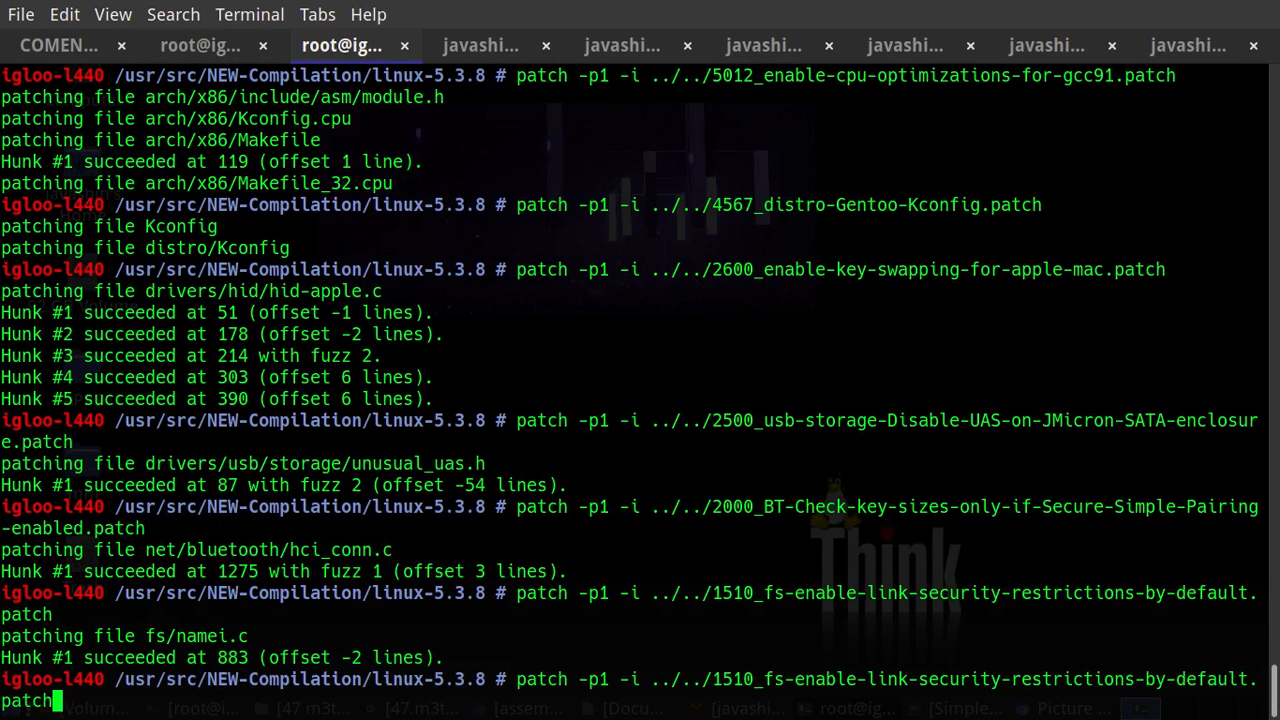 File Edit View Search Terminal Tabs Help
COMEN... × root@ig... × root@ig... × javashi... × javashi... × javashi... × javashi... × javashi... × javashi... ×
igloo-l440 /usr/src/NEW-Compilation/linux-5.3.8 # patch -p1 -i ../../5012_enable-cpu-optimizations-for-gcc91.patch
patching file arch/x86/include/asm/module.h
patching file arch/x86/Kconfig.cpu
patching file arch/x86/Makefile
Hunk #1 succeeded at 119 (offset 1 line).
patching file arch/x86/Makefile_32.cpu
igloo-l440 /usr/src/NEW-Compilation/linux-5.3.8 # patch -p1 -i ../../4567_distro-Gentoo-Kconfig.patch
patching file Kconfig
patching file distro/Kconfig
igloo-l440 /usr/src/NEW-Compilation/linux-5.3.8 # patch -p1 -i ../../2600_enable-key-swapping-for-apple-mac.patch
patching file drivers/hid/hid-apple.c
Hunk #1 succeeded at 51 (offset -1 lines).
Hunk #2 succeeded at 178 (offset -2 lines).
Hunk #3 succeeded at 214 with fuzz 2.
Hunk #4 succeeded at 303 (offset 6 lines).
Hunk #5 succeeded at 390 (offset 6 lines).
igloo-l440 /usr/src/NEW-Compilation/linux-5.3.8 # patch -p1 -i ../../2500_usb-storage-Disable-UAS-on-JMicron-SATA-enclosur
e.patch
patching file drivers/usb/storage/unusual_uas.h
Hunk #1 succeeded at 87 with fuzz 2 (offset -54 lines).
igloo-l440 /usr/src/NEW-Compilation/linux-5.3.8 # patch -p1 -i ../../2000_BT-Check-key-sizes-only-if-Secure-Simple-Pairing
-enabled.patch
patching file net/bluetooth/hci_conn.c
Hunk #1 succeeded at 1275 with fuzz 1 (offset 3 lines).
Think
igloo-l440 /usr/src/NEW-Compilation/linux-5.3.8 # patch -p1 -i ../../1510_fs-enable-link-security-restrictions-by-default.
patch
patching file fs/namei.c
Hunk #1 succeeded at 883 (offset -2 lines).
igloo-l440 /usr/src/NEW-Compilation/linux-5.3.8 # patch -p1 -i ../../1510_fs-enable-link-security-restrictions-by-default.
patch
[Volum... [root@i... [47 m3t... [47.m3t... [assem... [Docu... [javashi... root@ig... [Simple... Picture ...